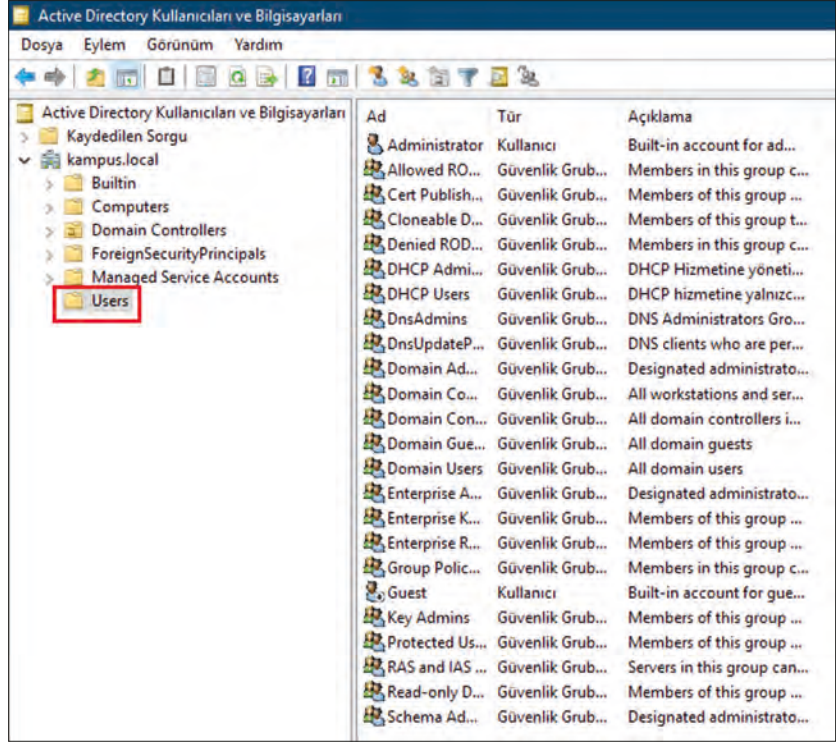 Active Directory Kullanıcıları ve Bilgisayarları
Dosya Eylem Görünüm Yardım
Active Directory Kullanıcıları ve Bilgisayarları
Kaydedilen Sorgu
kampus.local
Builtin
Computers
Domain Controllers
ForeignSecurityPrincipals
Managed Service Accounts
Users
Ad Tür Açıklama
Administrator Kullanıcı Built-in account for ad...
Allowed RO... Güvenlik Grub... Members in this group c...
Cert Publish... Güvenlik Grub... Members of this group ...
Cloneable D... Güvenlik Grub... Members of this group t...
Denied ROD... Güvenlik Grub... Members in this group c...
DHCP Admi... Güvenlik Grub... DHCP Hizmetine yöneti...
DHCP Users Güvenlik Grub... DHCP hizmetine yalnızc...
DnsAdmins Güvenlik Grub... DNS Administrators Gro...
DnsUpdateP... Güvenlik Grub... DNS clients who are per...
Domain Ad... Güvenlik Grub... Designated administrato...
Domain Co... Güvenlik Grub... All workstations and ser...
Domain Con... Güvenlik Grub... All domain controllers i...
Domain Gue... Güvenlik Grub... All domain guests
Domain Users Güvenlik Grub... All domain users
Enterprise A... Güvenlik Grub... Designated administrato...
Enterprise K... Güvenlik Grub... Members of this group ...
Enterprise R... Güvenlik Grub... Members of this group ...
Group Polic... Güvenlik Grub... Members in this group c...
Guest Kullanıcı Built-in account for gue...
Key Admins Güvenlik Grub... Members of this group ...
Protected Us... Güvenlik Grub... Members of this group ...
RAS and IAS ... Güvenlik Grub... Servers in this group can...
Read-only D... Güvenlik Grub... Members of this group ...
Schema Ad... Güvenlik Grub... Designated administrato...